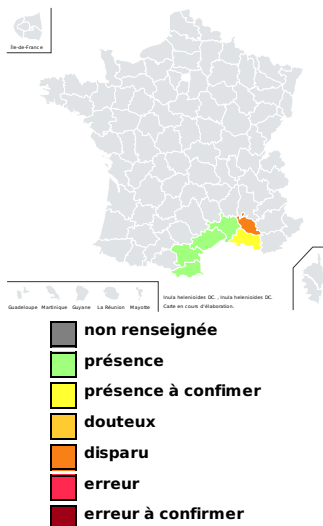 Île-de-France
Guadeloupe Martinique Guyane La Réunion Mayotte
Inula helenioides DC. , Inula helenioides DC.
Carte en cours d'élaboration.
non renseignée
présence
présence à confimer
douteux
disparu
erreur
erreur à confirmer